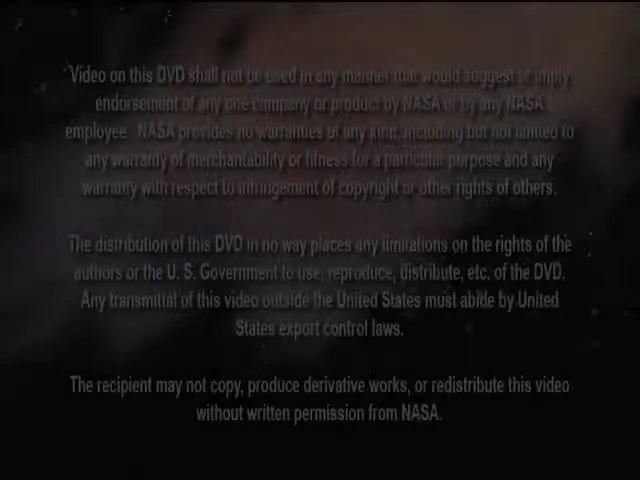 Video on this DVD shall not be used in any manner that would suggest or imply
endorsement of any one company or product by NASA or by any NASA
employee. NASA provides no warranties of any kind, including but not limited to
any warranty of merchantability or fitness for a particular purpose and any
warranty with respect to infringement of copyright or other rights of others.
The distribution of this DVD in no way places any limitations on the rights of the
authors or the U. S. Government to use, reproduce, distribute, etc. of the DVD.
Any transmittal of this video outside the United States must abide by United
States export control laws.
The recipient may not copy, produce derivative works, or redistribute this video
without written permission from NASA.